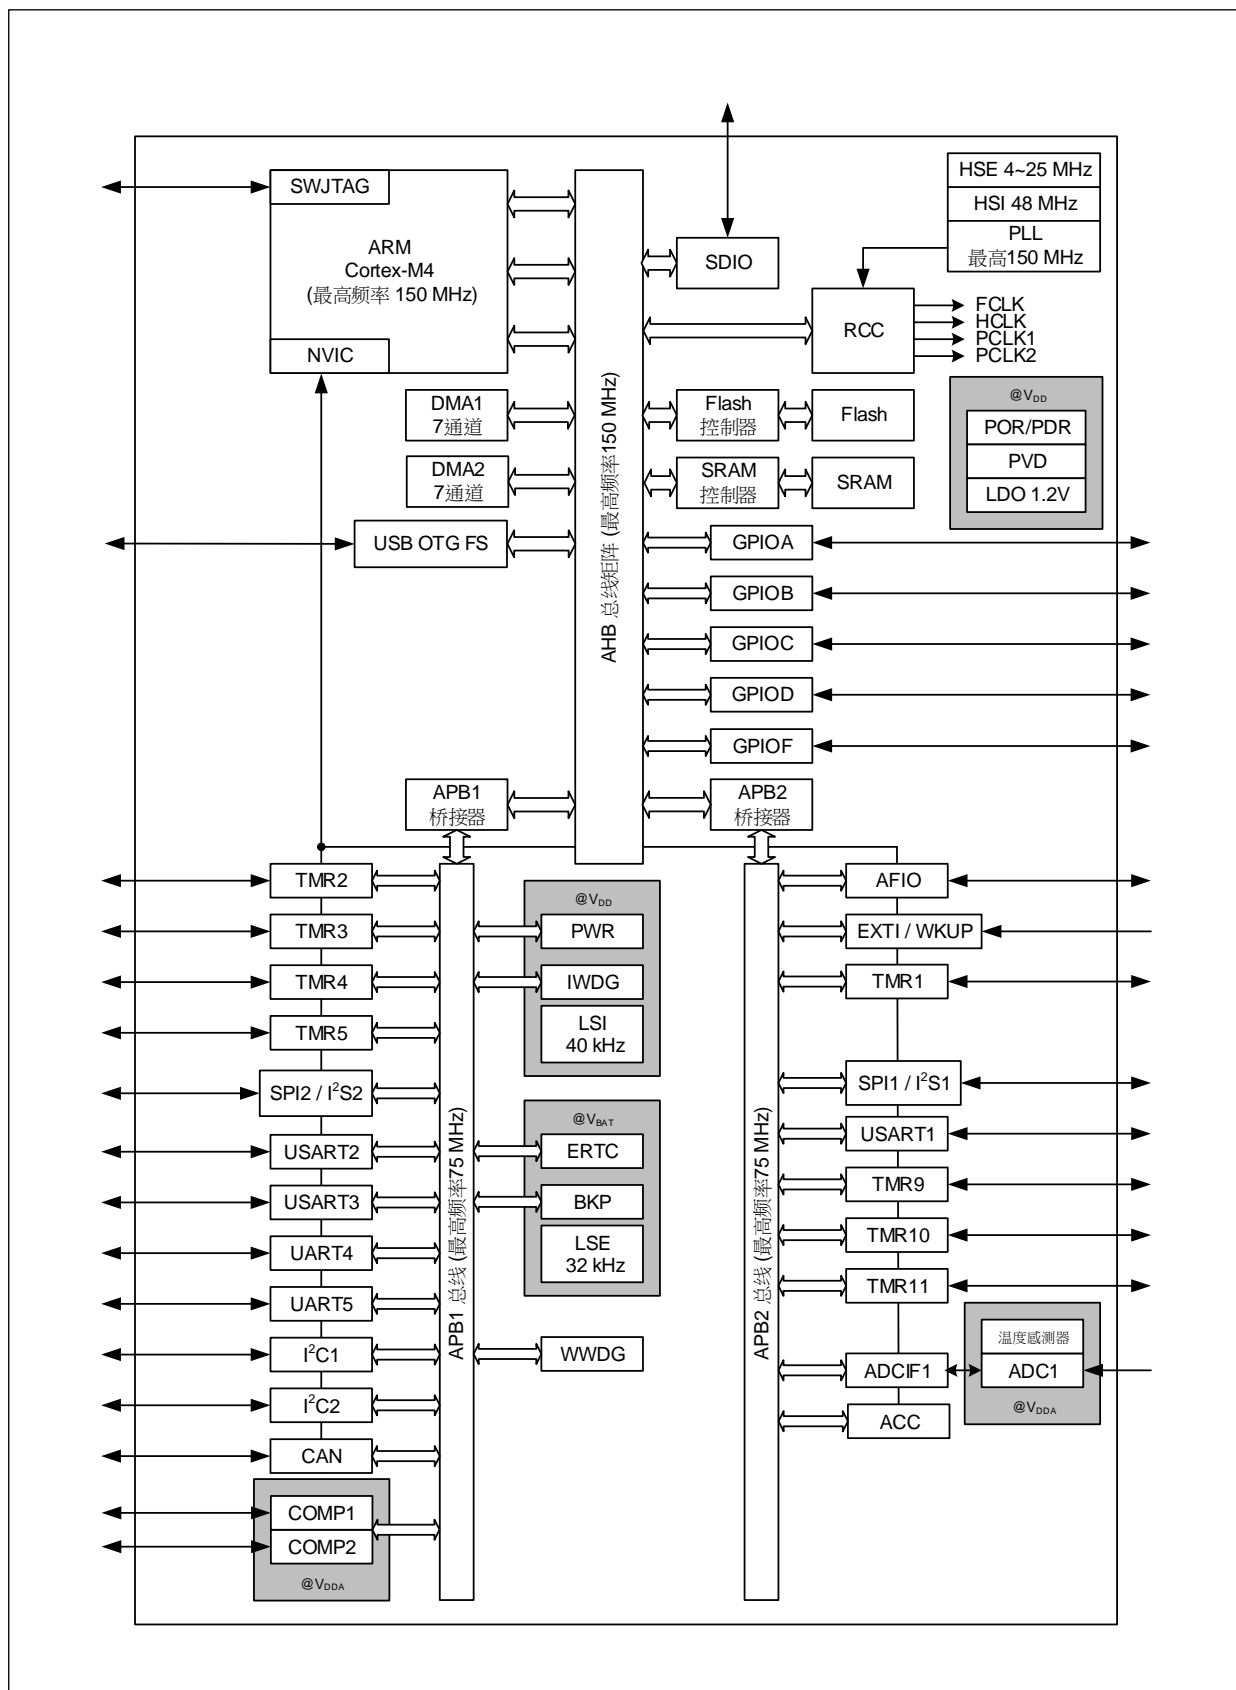 HSE 4~25 MHz
HSI 48 MHz
PLL
最高150 MHz
SWJTAG
ARM
Cortex-M4
(最高频率 150 MHz)
NVIC
SDIO
RCC
FCLK
HCLK
PCLK1
PCLK2
DMA1
7通道
DMA2
7通道
USB OTG FS
AHB 总线矩阵 (最高频率150 MHz)
Flash
控制器
Flash
SRAM
控制器
SRAM
@VDD
POR/PDR
PVD
LDO 1.2V
GPIOA
GPIOB
GPIOC
GPIOD
GPIOF
APB1
桥接器
APB2
桥接器
TMR2
TMR3
TMR4
TMR5
SPI2 / I²S2
USART2
USART3
UART4
UART5
I²C1
I²C2
CAN
COMP1
COMP2
@VDDA
APB1 总线 (最高频率75 MHz)
@VDD
PWR
IWDG
LSI
40 kHz
@VBAT
ERTC
BKP
LSE
32 kHz
WWDG
APB2 总线 (最高频率75 MHz)
AFIO
EXTI / WKUP
TMR1
SPI1 / I²S1
USART1
TMR9
TMR10
TMR11
ADCIF1
ACC
温度感测器
ADC1
@VDDA